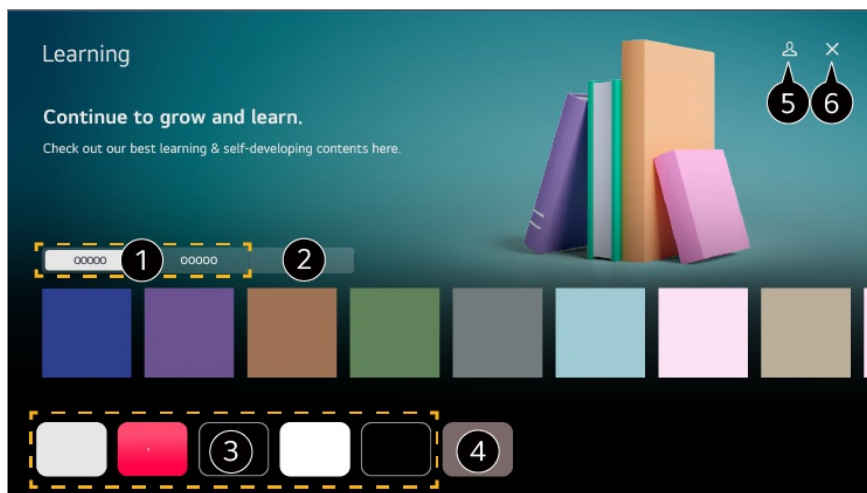 Learning
5 6
Continue to grow and learn.
Check out our best learning & self-developing contents here.
ooooo 1 ooooo 2
3 4